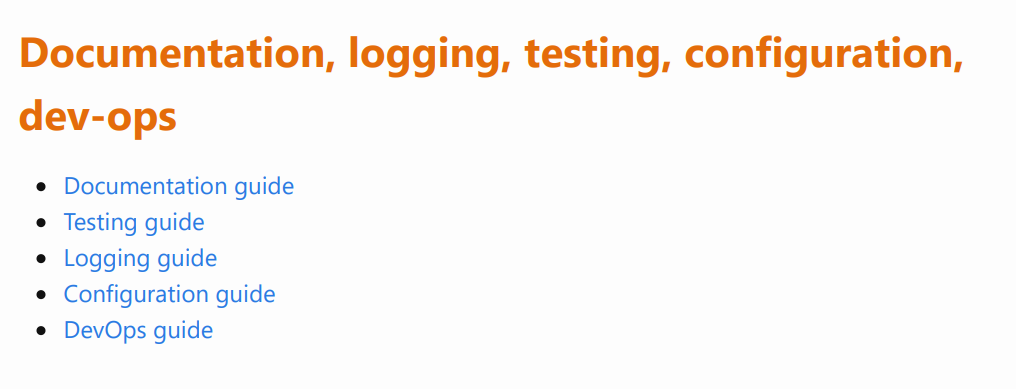 Documentation, logging, testing, configuration,
dev-ops
Documentation guide
Testing guide
Logging guide
Configuration guide
DevOps guide